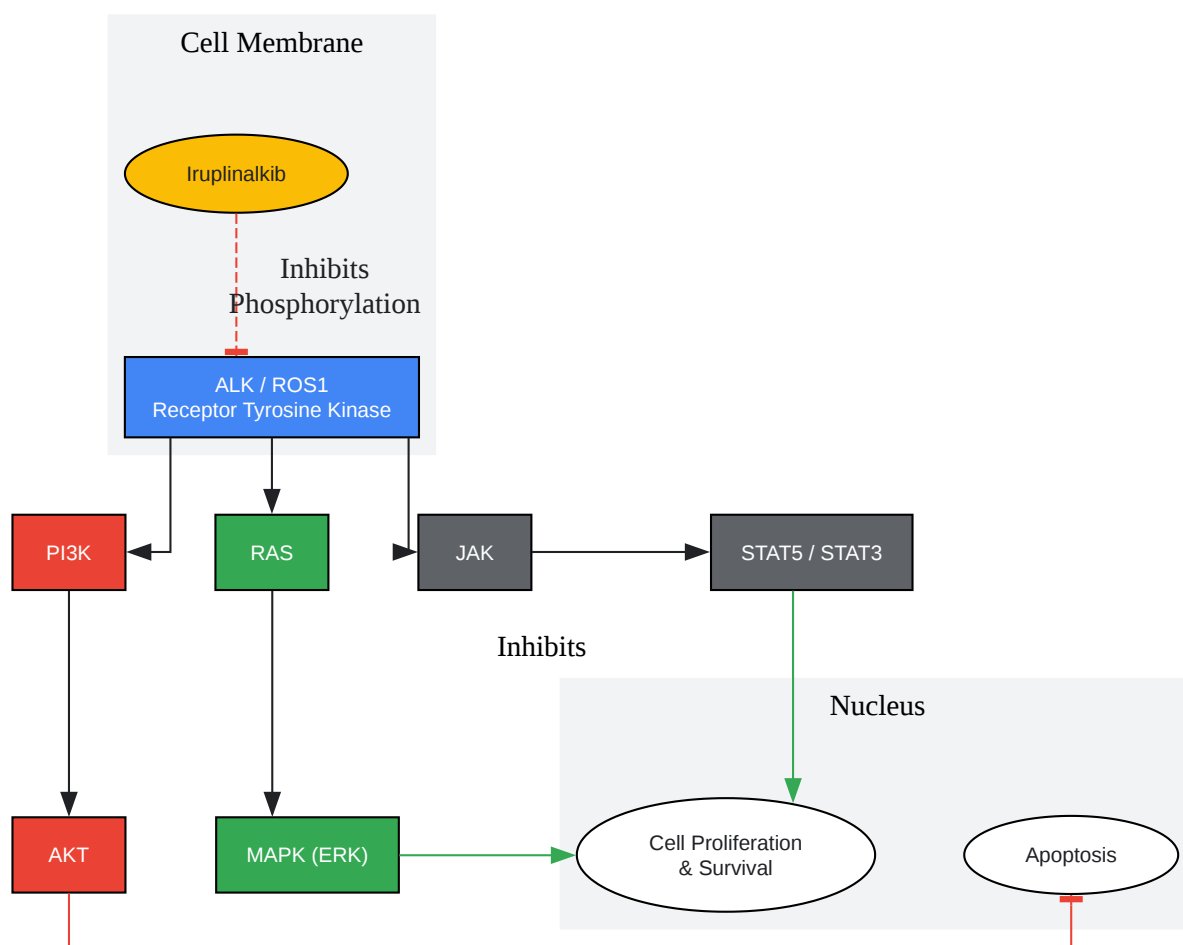 Cell Membrane
Iruplinalkib
Inhibits
Phosphorylation
ALK / ROS1
Receptor Tyrosine Kinase
PI3K
RAS
JAK
STAT5 / STAT3
Inhibits
Nucleus
AKT
MAPK (ERK)
Cell Proliferation
& Survival
Apoptosis